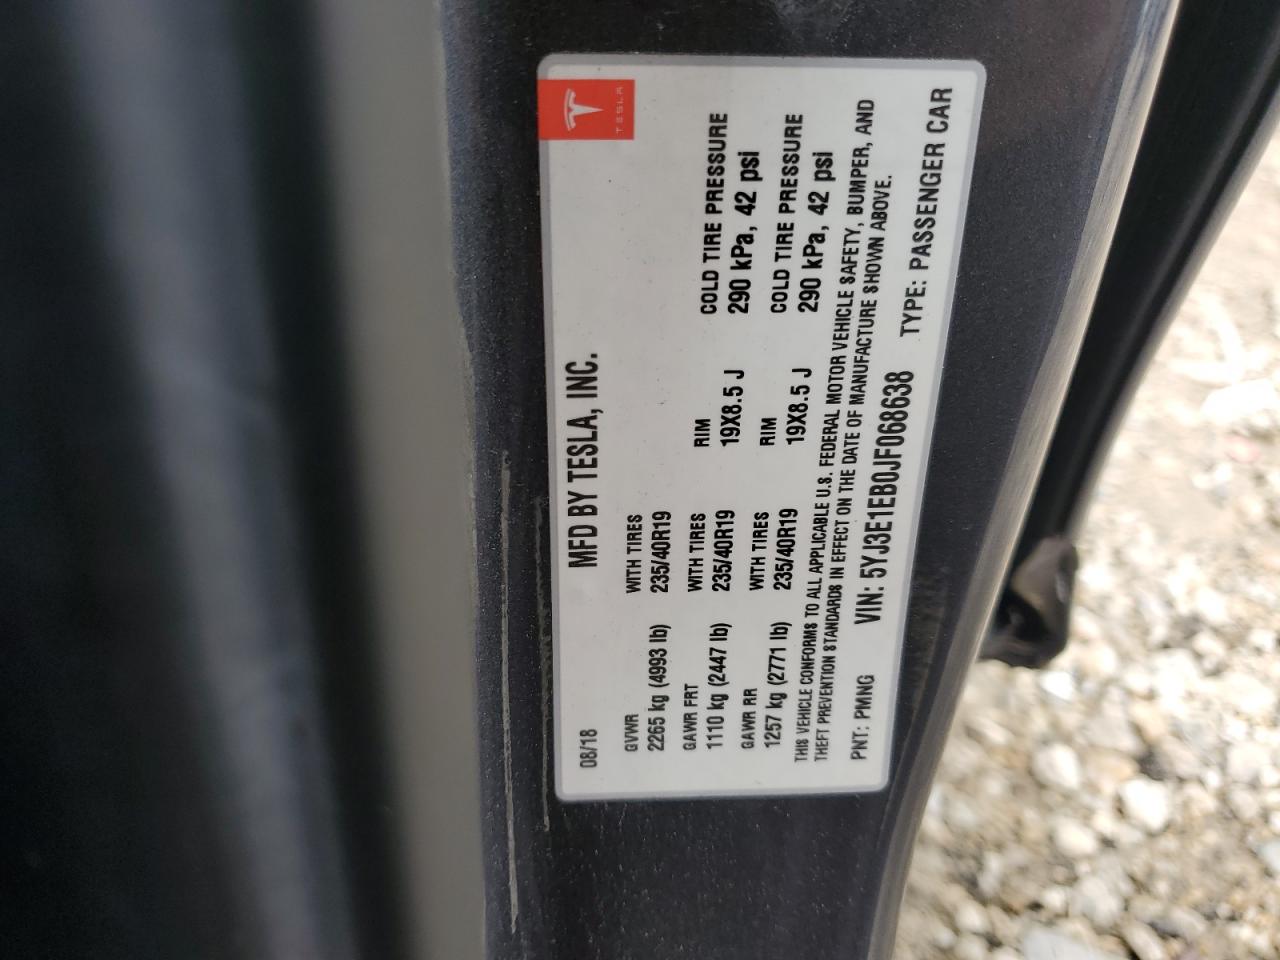 TESLA
MFD BY TESLA, INC.
08/18
GVWR WITH TIRES
2265 kg (4993 lb) 235/40R19
GAWR FRT WITH TIRES RIM COLD TIRE PRESSURE
1110 kg (2447 lb) 235/40R19 19X8.5 J 290 kPa, 42 psi
GAWR RR WITH TIRES RIM COLD TIRE PRESSURE
1257 kg (2771 lb) 235/40R19 19X8.5 J 290 kPa, 42 psi
THIS VEHICLE CONFORMS TO ALL APPLICABLE U.S. FEDERAL MOTOR VEHICLE SAFETY, BUMPER, AND
THEFT PREVENTION STANDARDS IN EFFECT ON THE DATE OF MANUFACTURE SHOWN ABOVE.
PNT: PMNG VIN: 5YJ3E1EB0JF068638 TYPE: PASSENGER CAR